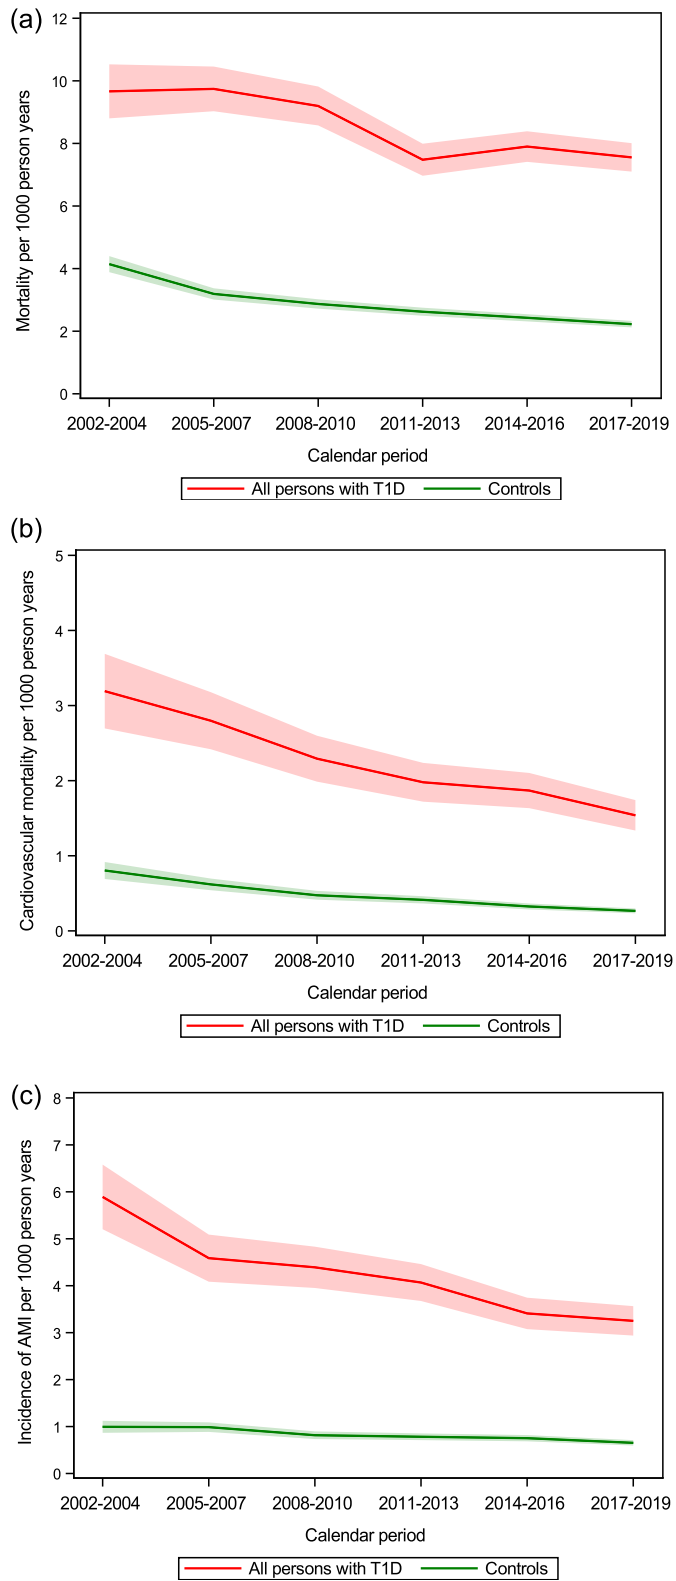 (a)
Mortality per 1000 person years
12
10
8
6
4
2
0
2002-2004 2005-2007 2008-2010 2011-2013 2014-2016 2017-2019
Calendar period
All persons with T1D Controls
(b)
Cardiovascular mortality per 1000 person years
5
4
3
2
1
0
2002-2004 2005-2007 2008-2010 2011-2013 2014-2016 2017-2019
Calendar period
All persons with T1D Controls
(c)
Incidence of AMI per 1000 person years
8
7
6
5
4
3
2
1
0
2002-2004 2005-2007 2008-2010 2011-2013 2014-2016 2017-2019
Calendar period
All persons with T1D Controls